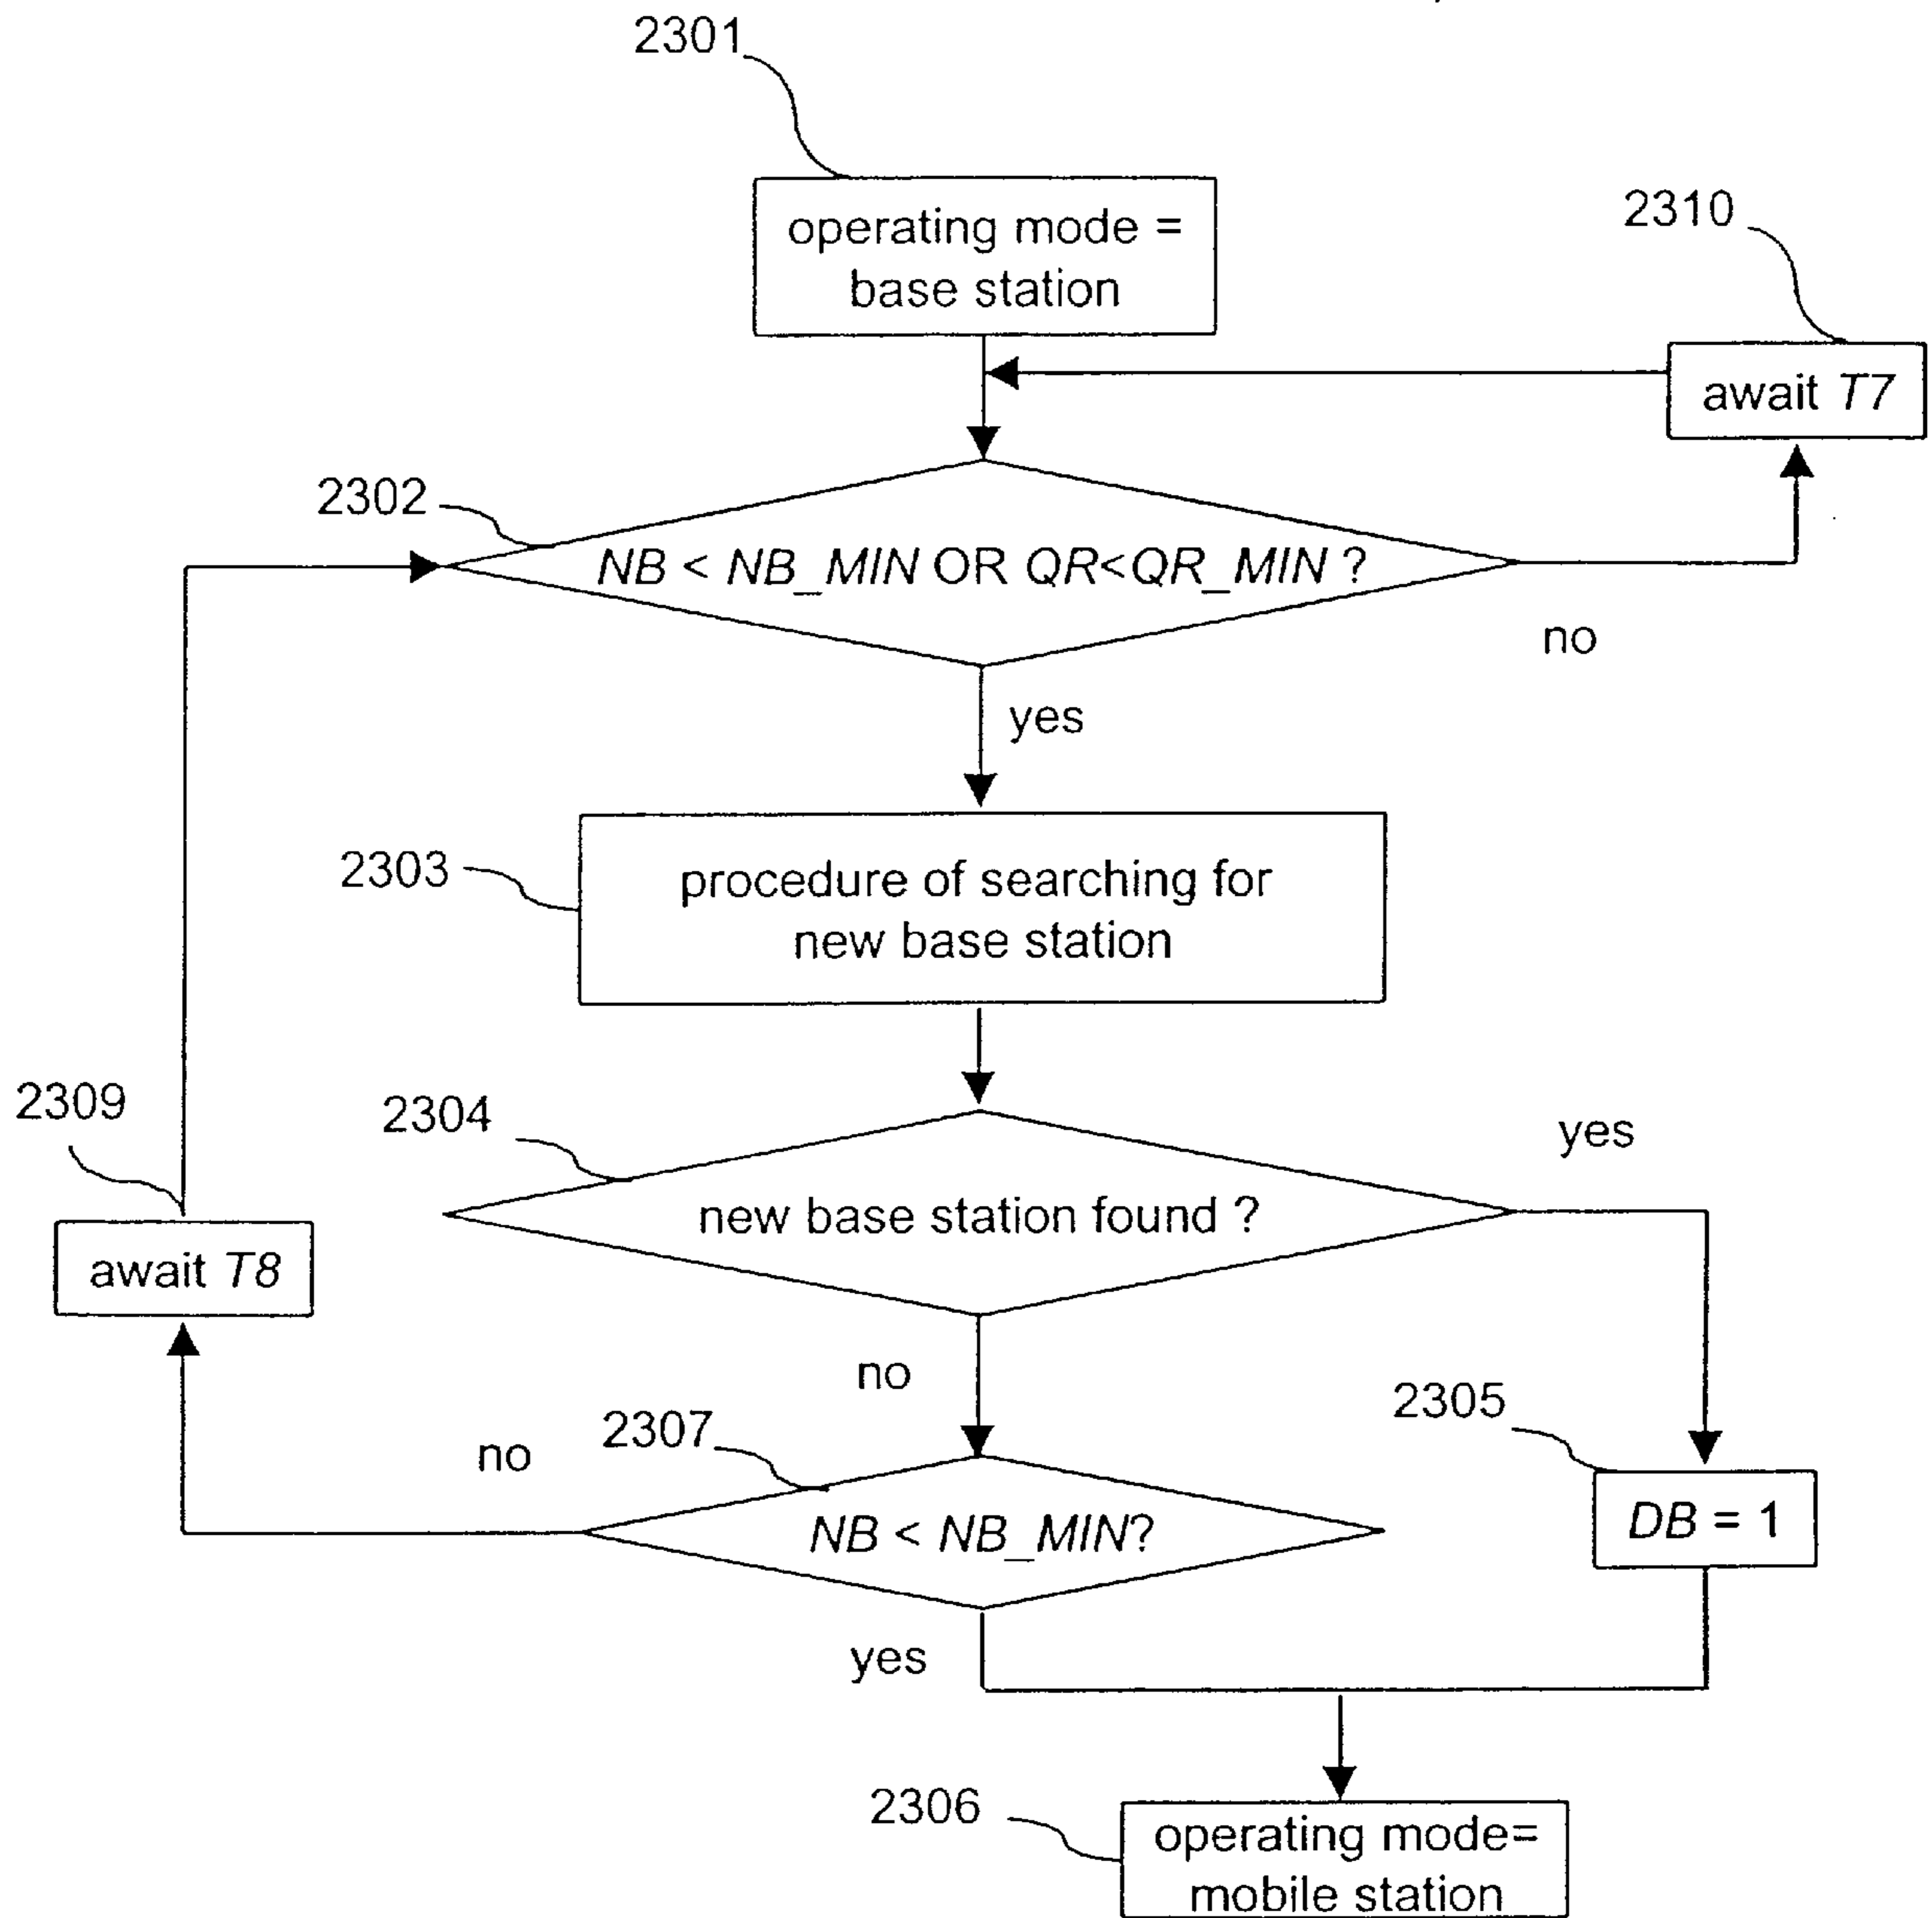 2301
operating mode =
base station
2310
await T7
2302
NB < NB_MIN OR QR<QR_MIN ?
no
yes
2303
procedure of searching for
new base station
2309
2304
yes
new base station found ?
await T8
no
2305
2307
no
DB = 1
NB < NB_MIN?
yes
2306
operating mode=
mobile station